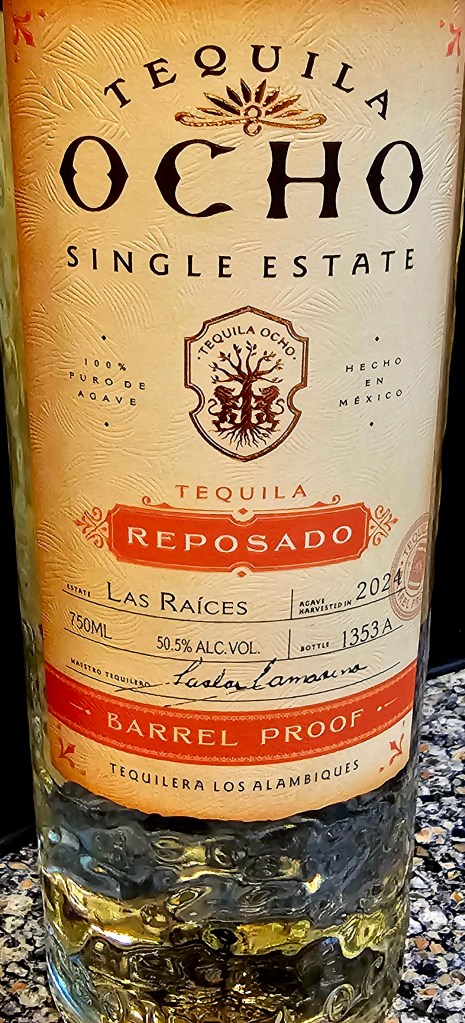 TEQUILA
OCHO
SINGLE ESTATE
100%
PURO DE
AGAVE
TEQUILA OCHO
HECHO
EN
MÉXICO
TEQUILA
REPOSADO
ESTATE LAS RAÍCES
AGAVE
HARVESTED IN 2024
750ML 50.5% ALC.VOL.
BOTTLE 1353 A
MAESTRO TEQUILERO
BARREL PROOF
TEQUILERA LOS ALAMBIQUES